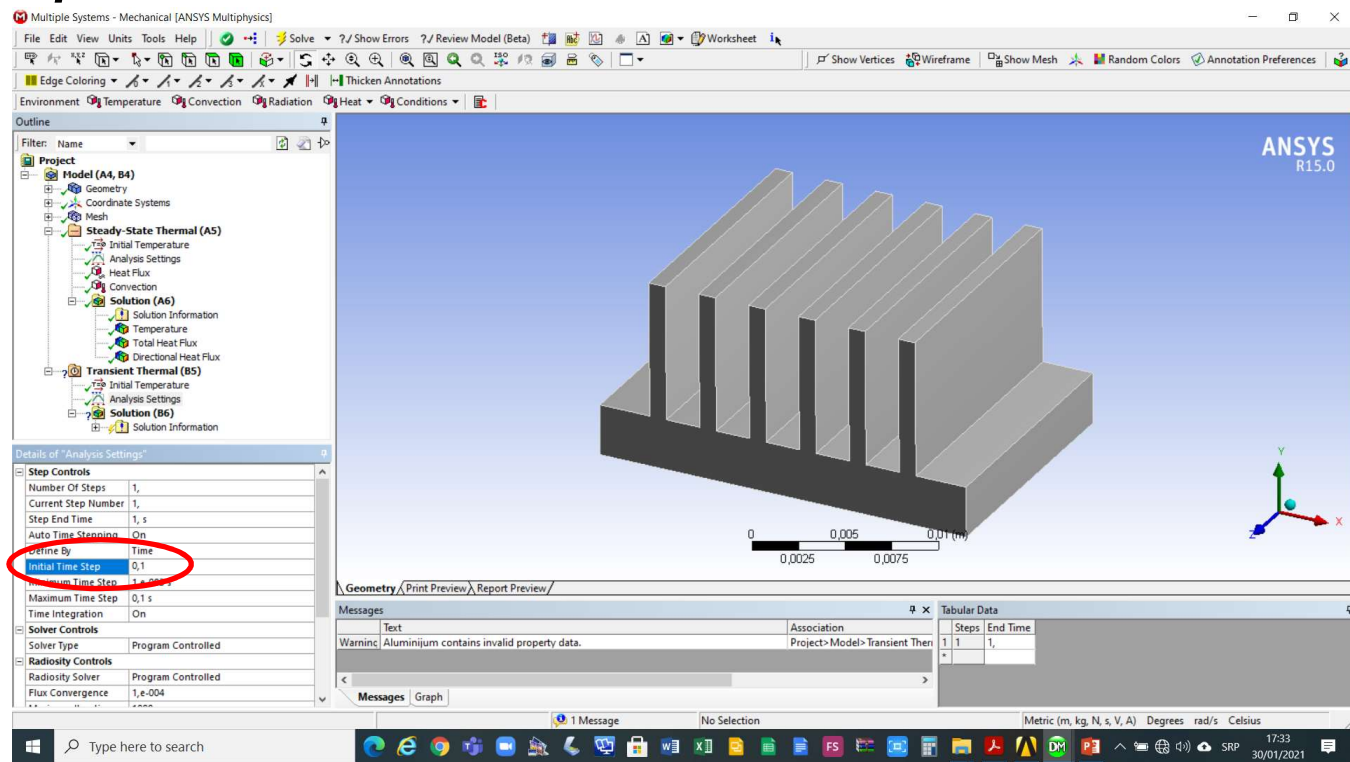 Multiple Systems - Mechanical [ANSYS Multiphysics]
File Edit View Units Tools Help Solve ?✓ Show Errors ?✓ Review Model (Beta) Worksheet
Show Vertices Wireframe Show Mesh Random Colors Annotation Preferences
Edge Coloring Thicken Annotations
Environment Temperature Convection Radiation Heat Conditions
Outline
Filter: Name
Project
Model (A4, B4)
Geometry
Coordinate Systems
Mesh
Steady-State Thermal (A5)
Initial Temperature
Analysis Settings
Heat Flux
Convection
Solution (A6)
Solution Information
Temperature
Total Heat Flux
Directional Heat Flux
Transient Thermal (B5)
Initial Temperature
Analysis Settings
Solution (B6)
Solution Information
Details of "Analysis Settings"
Step Controls
Number Of Steps 1,
Current Step Number 1,
Step End Time 1, s
Auto Time Stepping On
Define By Time
Initial Time Step 0,1
Minimum Time Step
Maximum Time Step 0,1 s
Time Integration On
Solver Controls
Solver Type Program Controlled
Radiosity Controls
Radiosity Solver Program Controlled
Flux Convergence 1,e-004
ANSYS
R15.0
Y
X
Z
0 0,005 0,01 (m)
0,0025 0,0075
Geometry Print Preview Report Preview
Messages
Text Association
Warning Aluminijum contains invalid property data. Project>Model>Transient Ther
Messages Graph
Tabular Data
Steps End Time
1 1 1,
*
1 Message No Selection Metric (m, kg, N, s, V, A) Degrees rad/s Celsius
Type here to search
SRP
17:33
30/01/2021